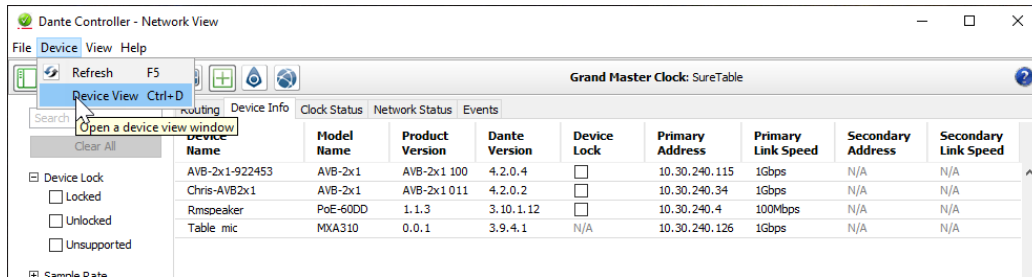 Dante Controller - Network View
File Device View Help
Refresh F5
Grand Master Clock: SureTable
?
Device View Ctrl+D
Search
Open a device view window
Routing Device Info Clock Status Network Status Events
Clear All
Device Name Model Name Product Version Dante Version Device Lock Primary Address Primary Link Speed Secondary Address Secondary Link Speed
AVB-2x1-922453 AVB-2x1 AVB-2x1 100 4.2.0.4 10.30.240.115 1Gbps N/A N/A
Device Lock
Chris-AVB2x1 AVB-2x1 AVB-2x1 011 4.2.0.2 10.30.240.34 1Gbps N/A N/A
Locked
Rmspeaker PoE-60DD 1.1.3 3.10.1.12 10.30.240.4 100Mbps N/A N/A
Unlocked
Table mic MXA310 0.0.1 3.9.4.1 N/A 10.30.240.126 1Gbps N/A N/A
Unsupported
Sample Rate